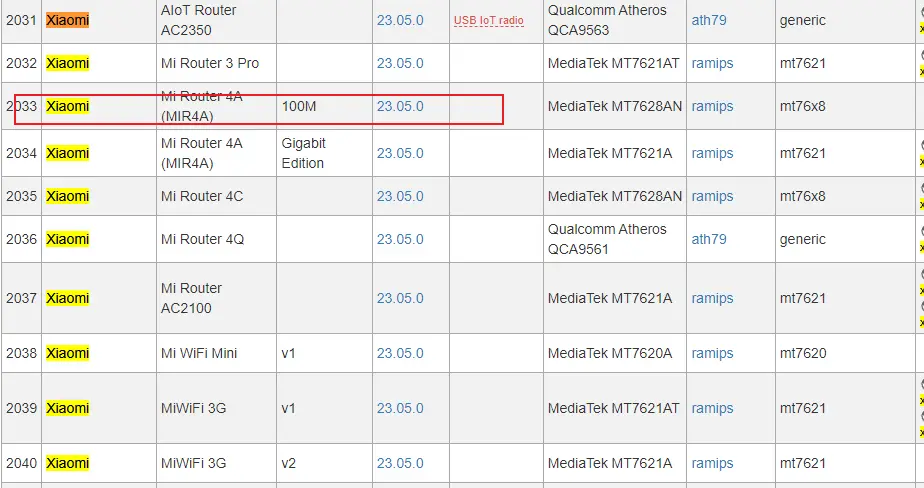 2031 Xiaomi AIoT Router AC2350 23.05.0 USB IoT radio Qualcomm Atheros QCA9563 ath79 generic
2032 Xiaomi Mi Router 3 Pro 23.05.0 MediaTek MT7621AT ramips mt7621
2033 Xiaomi Mi Router 4A (MIR4A) 100M 23.05.0 MediaTek MT7628AN ramips mt76x8
2034 Xiaomi Mi Router 4A (MIR4A) Gigabit Edition 23.05.0 MediaTek MT7621A ramips mt7621
2035 Xiaomi Mi Router 4C 23.05.0 MediaTek MT7628AN ramips mt76x8
2036 Xiaomi Mi Router 4Q 23.05.0 Qualcomm Atheros QCA9561 ath79 generic
2037 Xiaomi Mi Router AC2100 23.05.0 MediaTek MT7621A ramips mt7621
2038 Xiaomi Mi WiFi Mini v1 23.05.0 MediaTek MT7620A ramips mt7620
2039 Xiaomi MiWiFi 3G v1 23.05.0 MediaTek MT7621AT ramips mt7621
2040 Xiaomi MiWiFi 3G v2 23.05.0 MediaTek MT7621A ramips mt7621